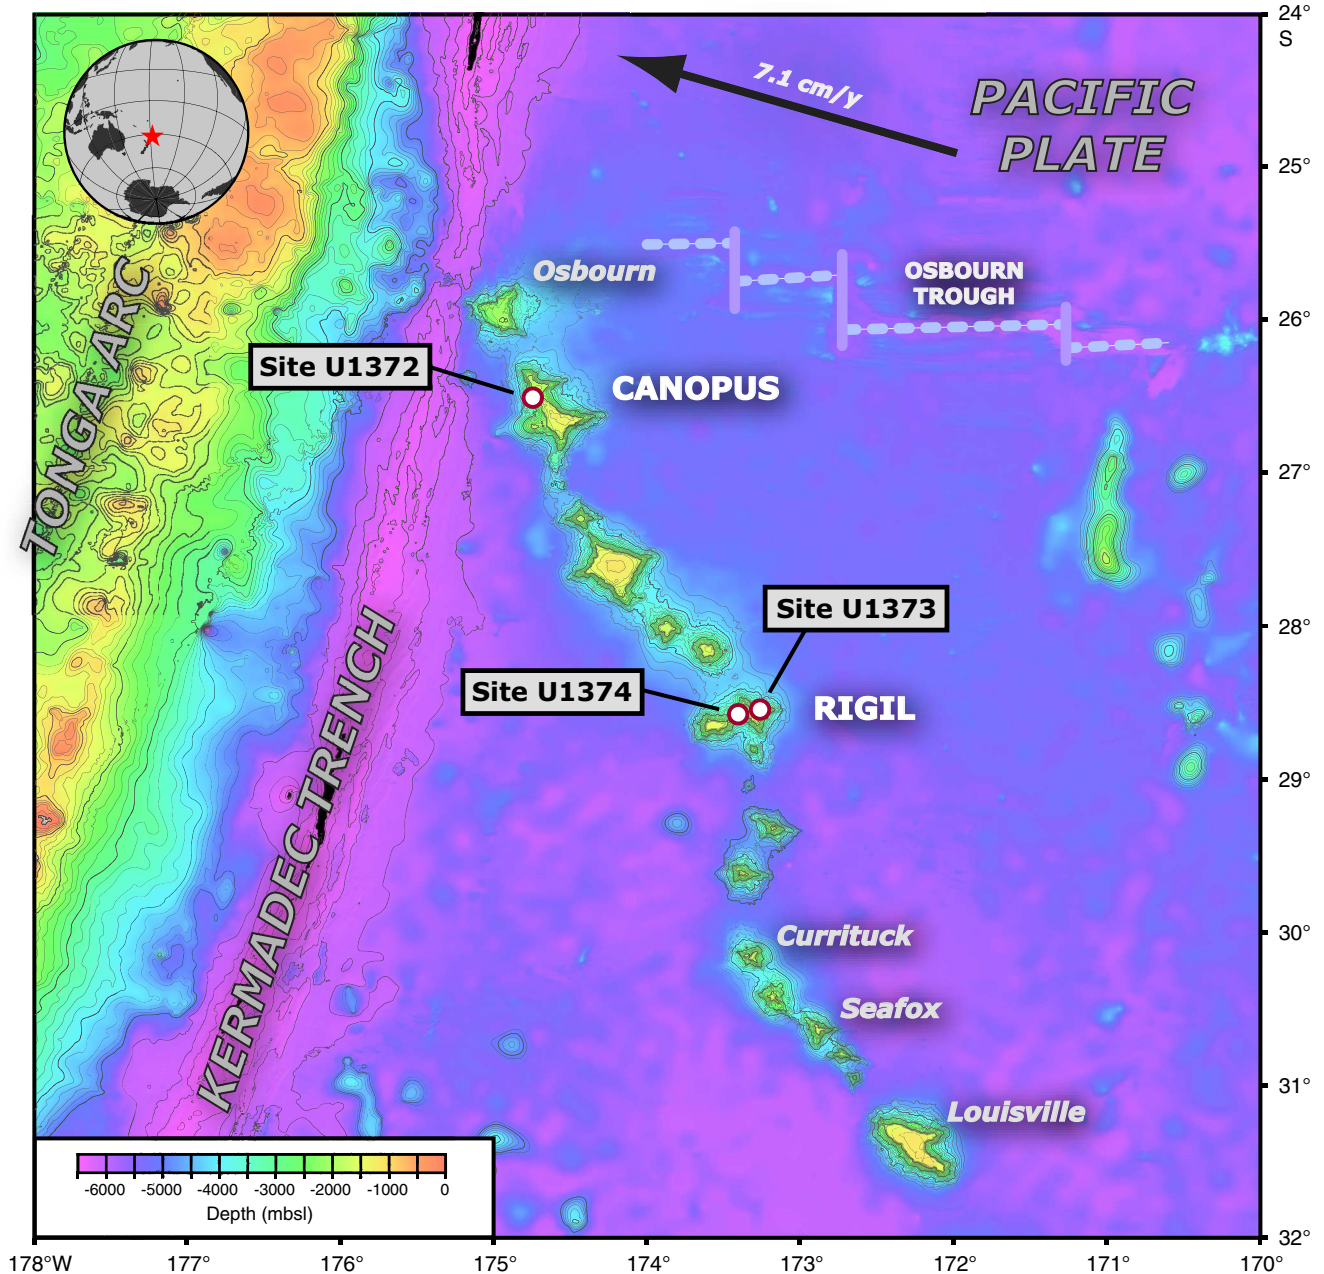 24°
S
7.1 cm/y
PACIFIC
PLATE
25°
Osbourn
OSBOURN
TROUGH
TONGA ARC
26°
Site U1372
CANOPUS
27°
Site U1373
28°
Site U1374
RIGIL
KERMADEC TRENCH
29°
Currituck
30°
Seafox
31°
Louisville
-6000 -5000 -4000 -3000 -2000 -1000 0
Depth (mbsl)
32°
178°W 177° 176° 175° 174° 173° 172° 171° 170°